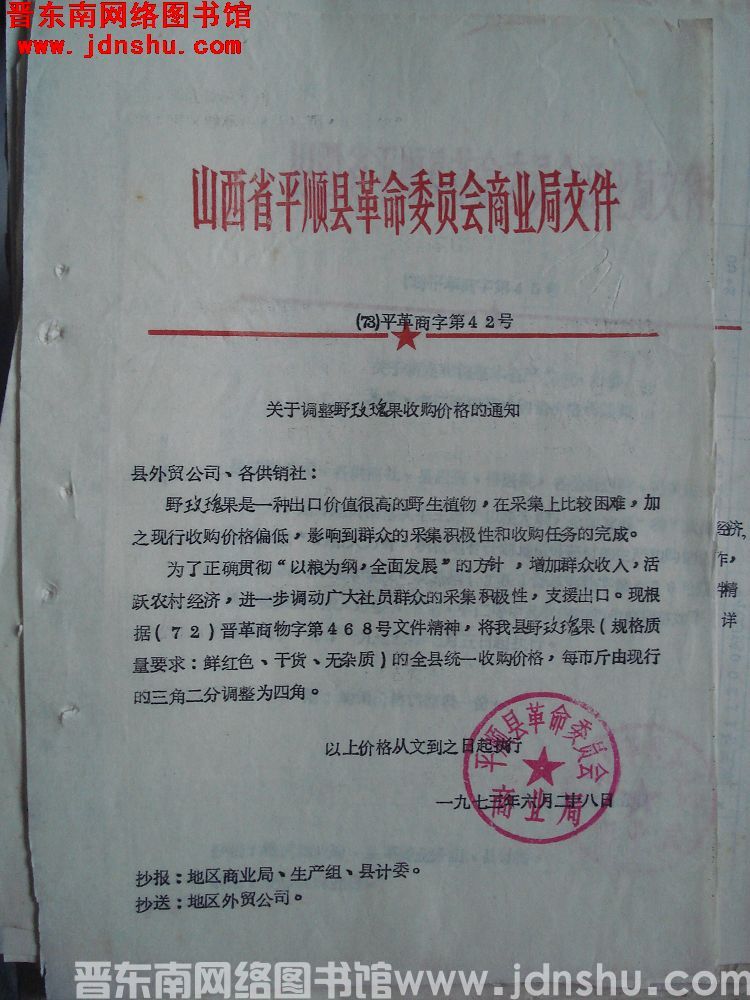 晋东南网络图书馆
www.jdnshu.com
山西省平顺县革命委员会商业局文件
(73)平革商字第42号
关于调整野玫瑰果收购价格的通知
县外贸公司、各供销社：
野玫瑰果是一种出口价值很高的野生植物，在采集上比较困难，加
之现行收购价格偏低，影响到群众的采集积极性和收购任务的完成。
为了正确贯彻“以粮为纲，全面发展”的方针，增加群众收入，活
跃农村经济，进一步调动广大社员群众的采集积极性，支援出口。现根
据(72)晋革商物字第468号文件精神，将我县野玫瑰果(规格质
量要求：鲜红色、干货、无杂质)的全县统一收购价格，每市斤由现行
的三角二分调整为四角。
以上价格从文到之日起执行
一九七三年六月二十八日
平顺县革命委员会
商业局
抄报：地区商业局、生产组、县计委。
抄送：地区外贸公司。
经济，
作，
精
详
晋东南网络图书馆www.jdnshu.com